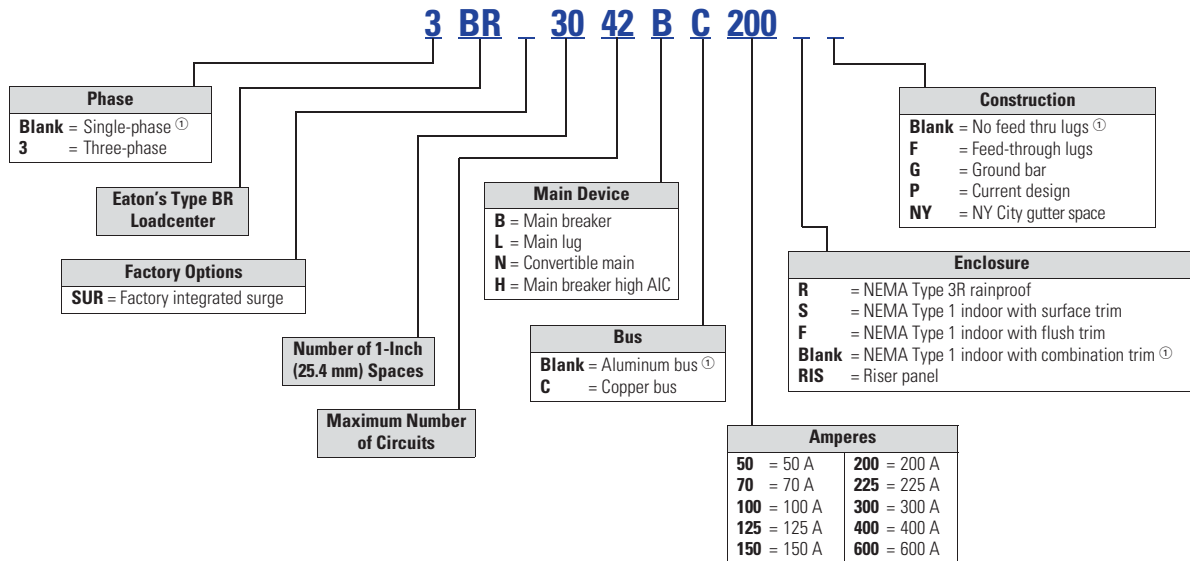 3 BR _ 30 42 B C 200 _ _
Phase
Blank = Single-phase ①
3 = Three-phase
Eaton's Type BR
Loadcenter
Factory Options
SUR = Factory integrated surge
Number of 1-Inch
(25.4 mm) Spaces
Maximum Number
of Circuits
Main Device
B = Main breaker
L = Main lug
N = Convertible main
H = Main breaker high AIC
Bus
Blank = Aluminum bus ①
C = Copper bus
Construction
Blank = No feed thru lugs ①
F = Feed-through lugs
G = Ground bar
P = Current design
NY = NY City gutter space
Enclosure
R = NEMA Type 3R rainproof
S = NEMA Type 1 indoor with surface trim
F = NEMA Type 1 indoor with flush trim
Blank = NEMA Type 1 indoor with combination trim ①
RIS = Riser panel
Amperes
50 = 50 A 200 = 200 A
70 = 70 A 225 = 225 A
100 = 100 A 300 = 300 A
125 = 125 A 400 = 400 A
150 = 150 A 600 = 600 A